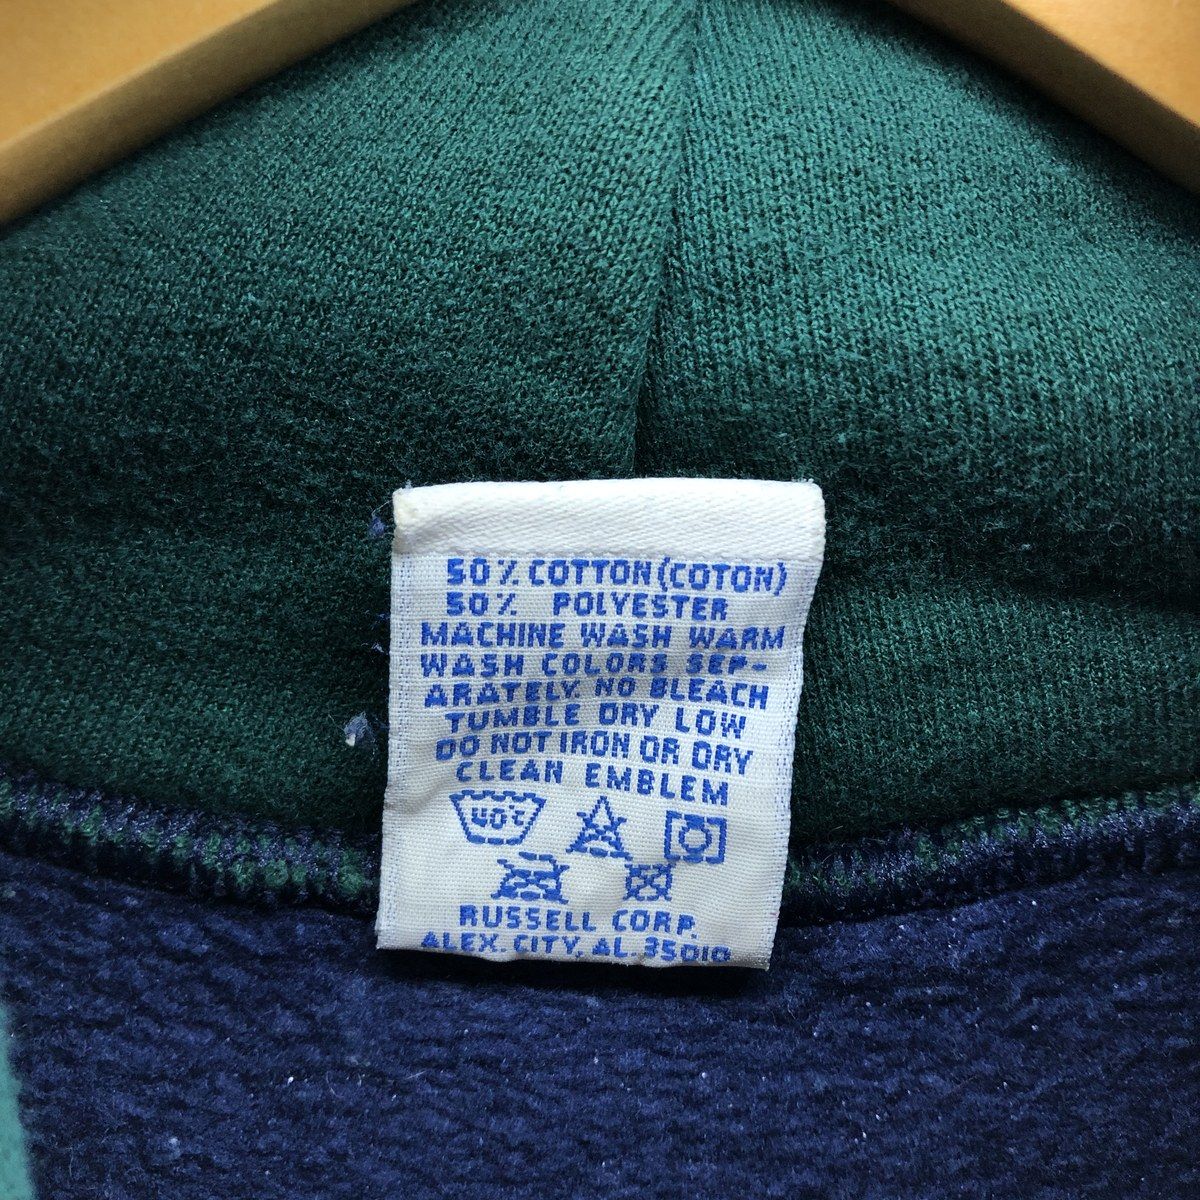 50% COTTON (COTON)
50% POLYESTER
MACHINE WASH WARM
WASH COLORS SEP-
ARATELY. NO BLEACH
TUMBLE DRY LOW
DO NOT IRON OR DRY
CLEAN EMBLEM
40°C
RUSSELL CORP.
ALEX. CITY, AL. 35010